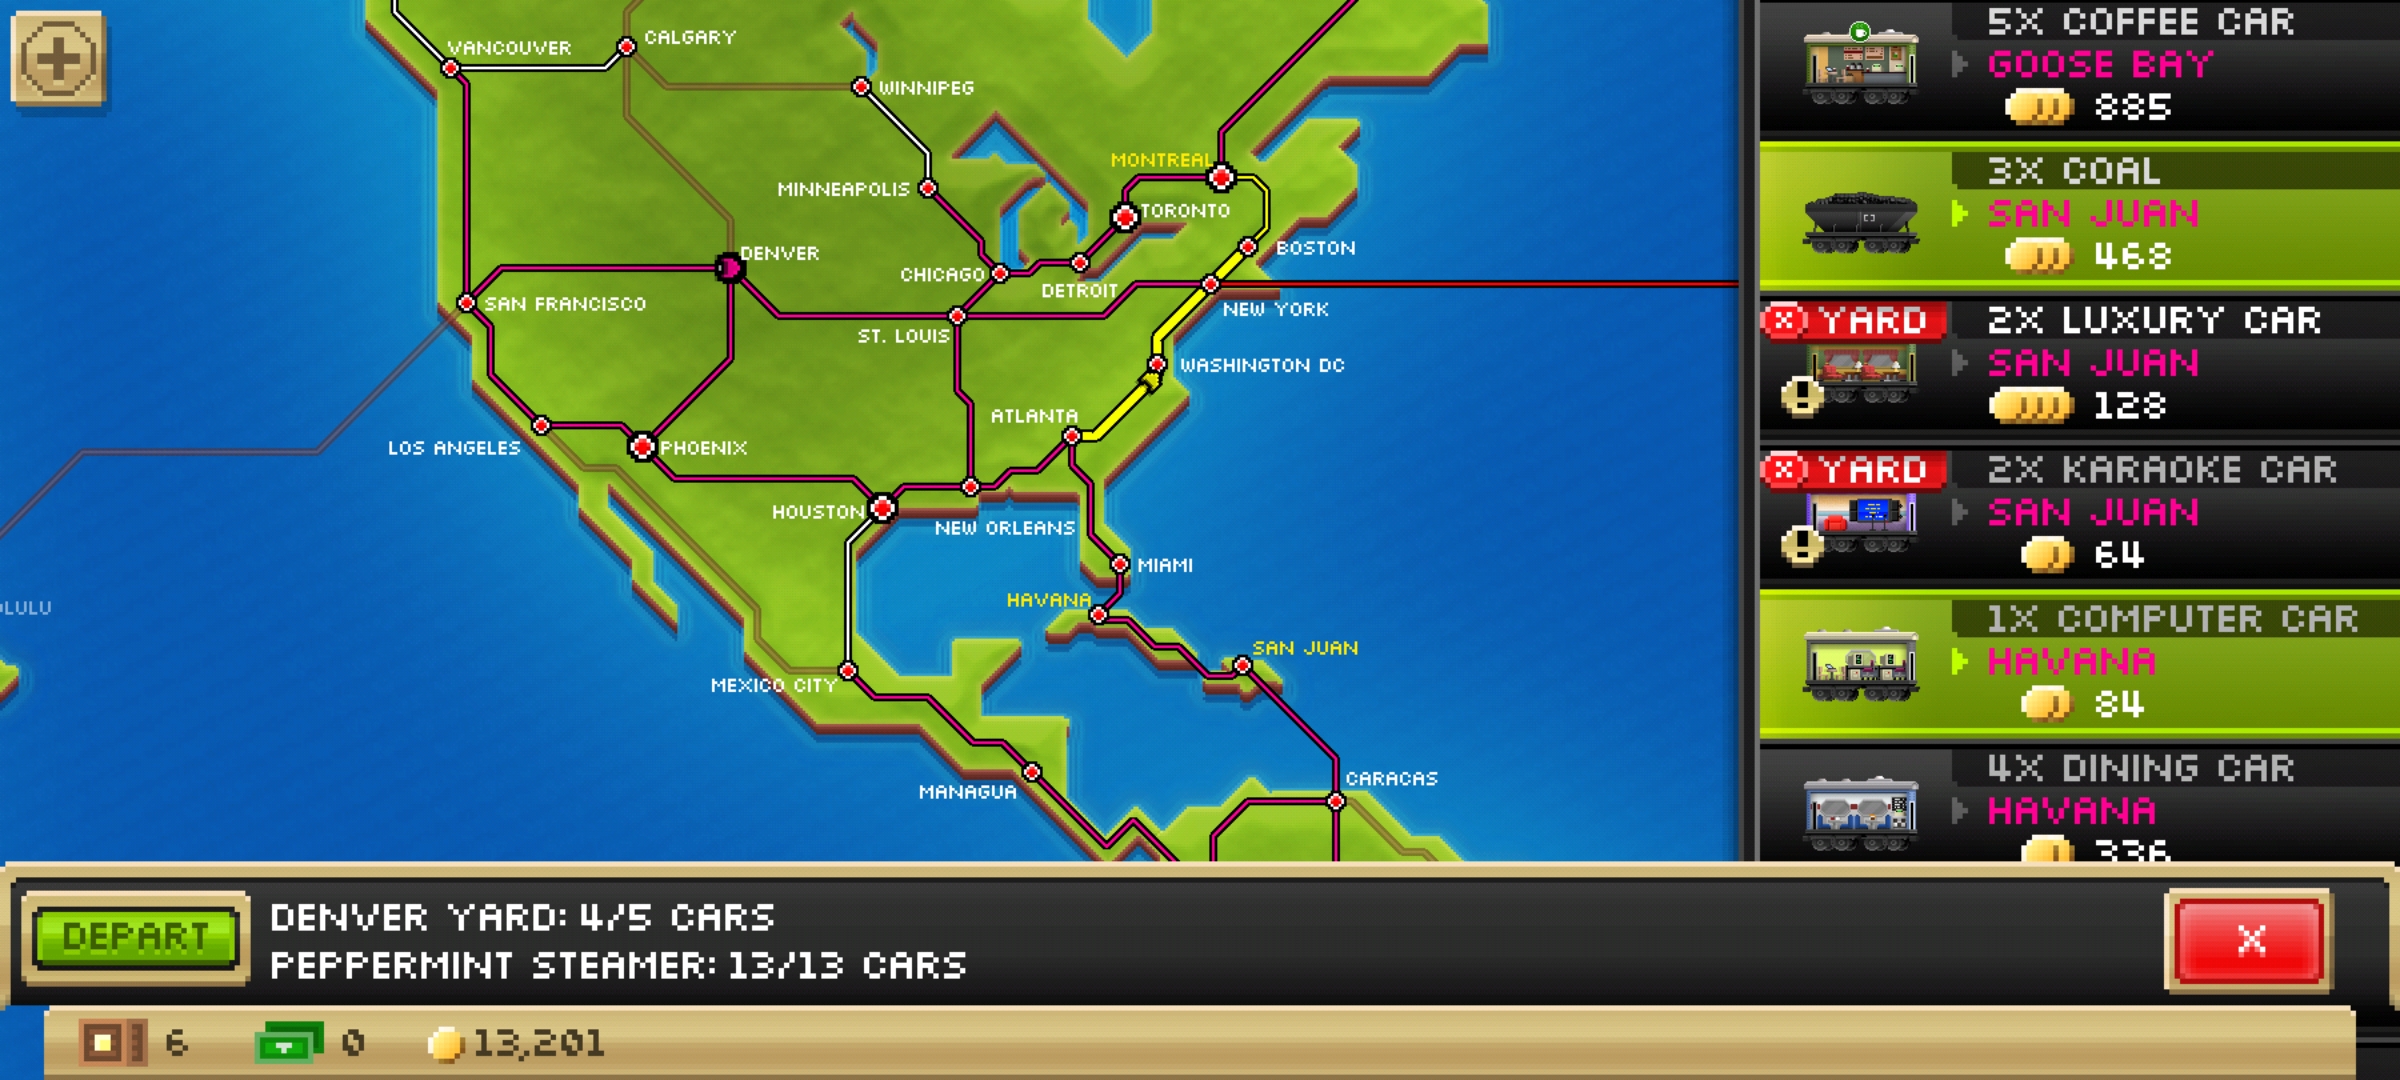 VANCOUVER
CALGARY
WINNIPEG
MINNEAPOLIS
MONTREAL
TORONTO
BOSTON
DENVER
CHICAGO
DETROIT
SAN FRANCISCO
NEW YORK
ST. LOUIS
WASHINGTON DC
ATLANTA
LOS ANGELES
PHOENIX
HOUSTON
NEW ORLEANS
MIAMI
HAVANA
OLULU
SAN JUAN
MEXICO CITY
MANAGUA
CARACAS
5X COFFEE CAR
GOOSE BAY
885
3X COAL
SAN JUAN
468
X YARD
2X LUXURY CAR
SAN JUAN
128
X YARD
2X KARAOKE CAR
SAN JUAN
64
1X COMPUTER CAR
HAVANA
84
4X DINING CAR
HAVANA
336
DEPART
DENVER YARD: 4/5 CARS
PEPPERMINT STEAMER: 13/13 CARS
X
6
0
13,201